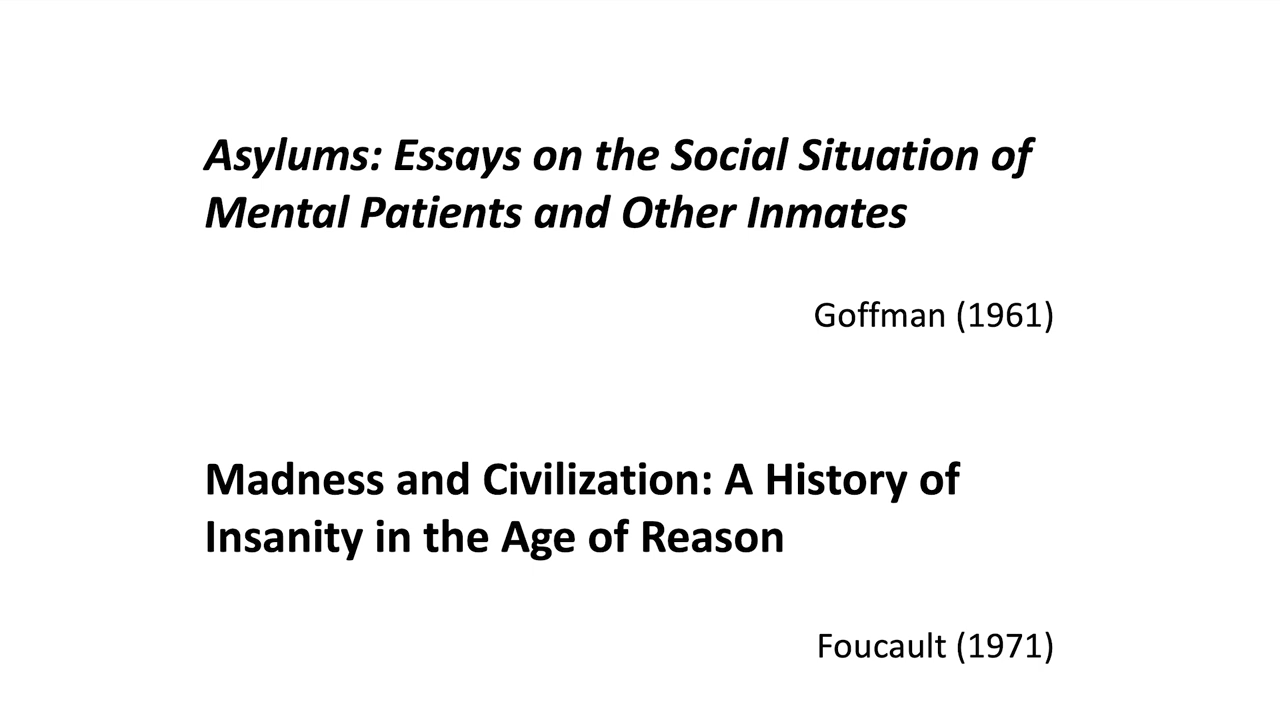 Asylums: Essays on the Social Situation of
Mental Patients and Other Inmates
Goffman (1961)
Madness and Civilization: A History of
Insanity in the Age of Reason
Foucault (1971)